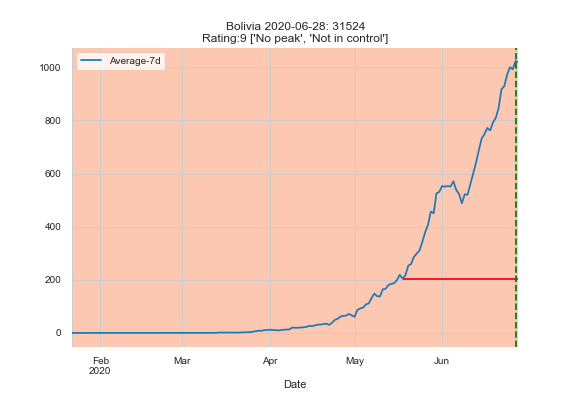 Bolivia 2020-06-28: 31524
Rating:9 ['No peak', 'Not in control']
Average-7d
1000
800
600
400
200
0
Feb
2020
Mar
Apr
May
Jun
Date